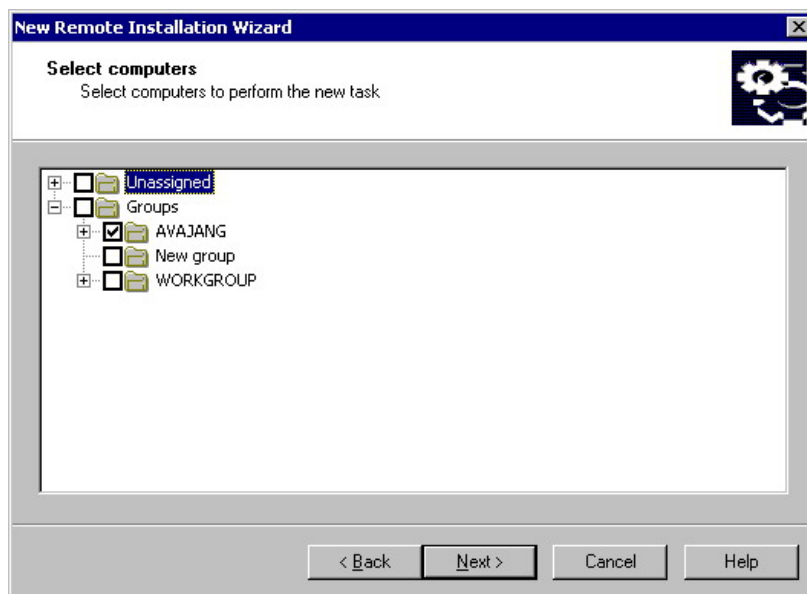 New Remote Installation Wizard
Select computers
Select computers to perform the new task
Unassigned
Groups
AVAJANG
New group
WORKGROUP
< Back Next > Cancel Help